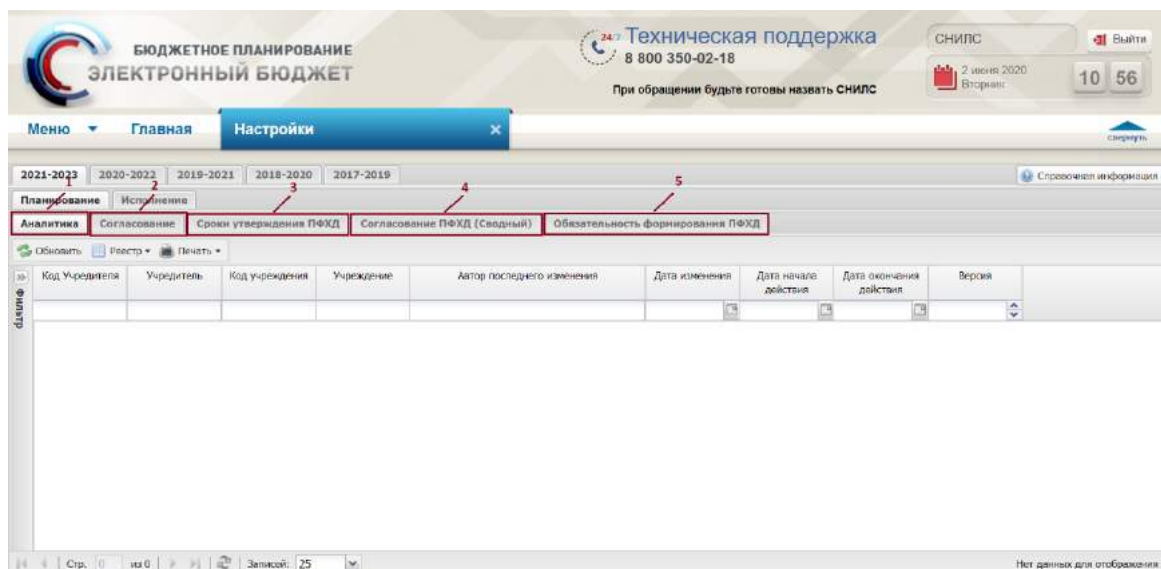 БЮДЖЕТНОЕ ПЛАНИРОВАНИЕ
ЭЛЕКТРОННЫЙ БЮДЖЕТ
24/7 Техническая поддержка
8 800 350-02-18
При обращении будьте готовы назвать СНИЛС
СНИЛС
Выйти
2 июня 2020
Вторник
10 56
Меню Главная Настройки
свернуть
2021-2023 2020-2022 2019-2021 2018-2020 2017-2019 Справочная информация
1 2 3 4 5
Планирование Исполнение
Аналитика Согласование Сроки утверждения ПФХД Согласование ПФХД (Сводный) Обязательность формирования ПФХД
Обновить Реестр Печать
Фильтр
Код Учредителя Учредитель Код учреждения Учреждение Автор последнего изменения Дата изменения Дата начала действия Дата окончания действия Версия
Стр. 0 из 0 Записей: 25 Нет данных для отображения